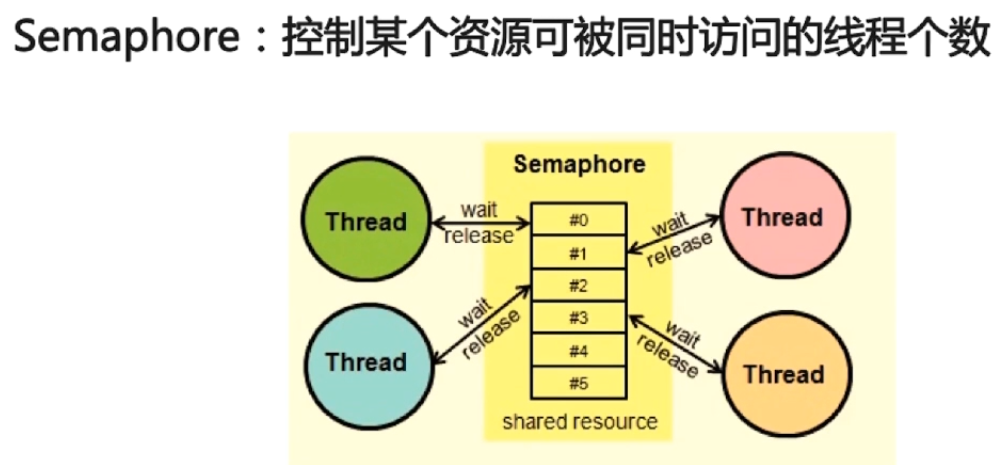 Semaphore：控制某个资源可被同时访问的线程个数
Semaphore
Thread
wait
release
#0
#1
#2
#3
#4
#5
wait
release
Thread
Thread
wait
release
wait
release
Thread
shared resource